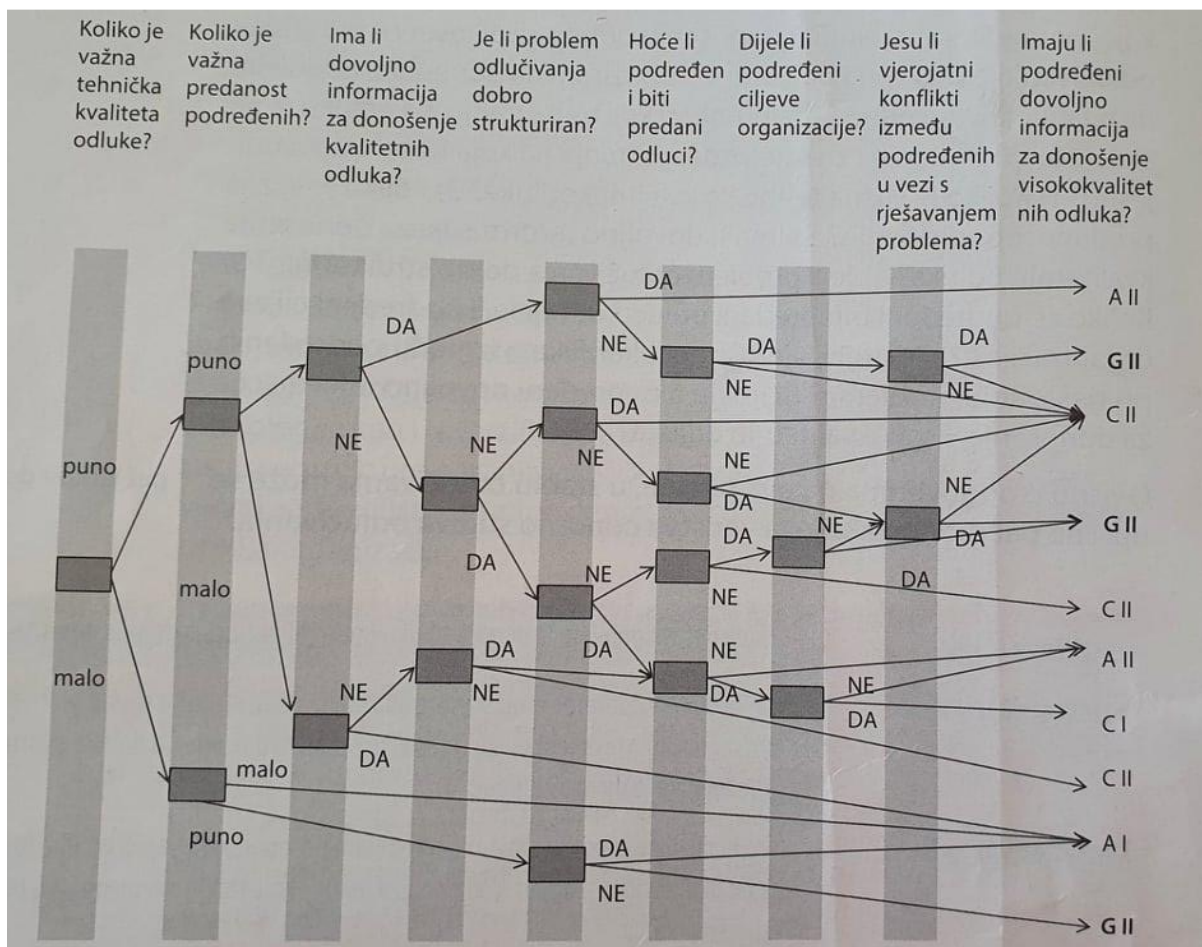 Koliko je
važna
tehnička
kvaliteta
odluke?
Koliko je
važna
predanost
podređenih?
Ima li
dovoljno
informacija
za donošenje
kvalitetnih
odluka?
Je li problem
odlučivanja
dobro
strukturiran?
Hoće li
podređen
i biti
predani
odluci?
Dijele li
podređeni
ciljeve
organizacije?
Jesu li
vjerojatni
konflikti
između
podređenih
u vezi s
rješavanjem
problema?
Imaju li
podređeni
dovoljno
informacija
za donošenje
visokokvalitet
nih odluka?
DA
A II
DA
NE
DA
DA
G II
puno
NE
NE
DA
C II
NE
NE
NE
puno
NE
DA
NE
G II
DA
NE
DA
DA
NE
DA
malo
NE
C II
DA
DA
NE
A II
malo
NE
NE
DA
NE
DA
C I
DA
malo
C II
puno
DA
A I
NE
G II